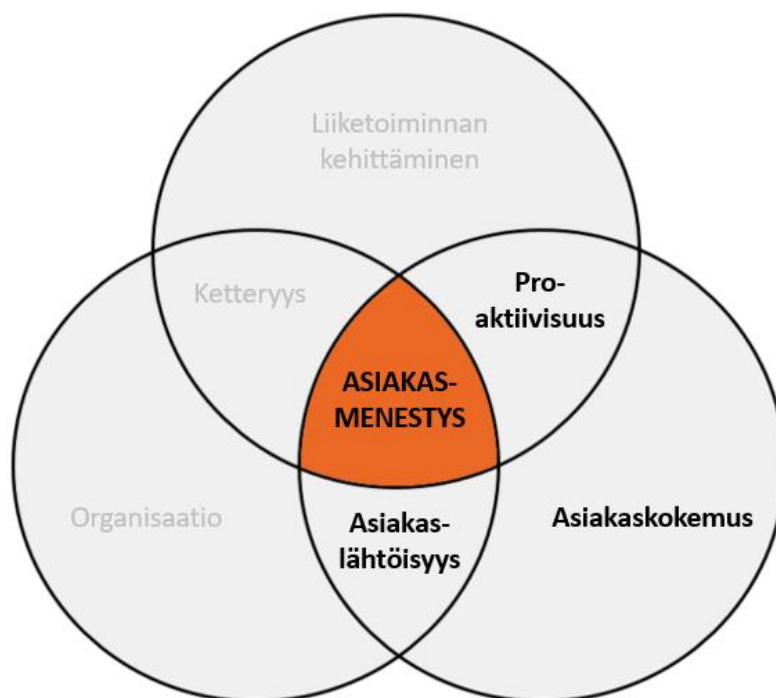 Liiketoiminnan
kehittäminen
Ketteryys
Pro-
aktiivisuus
ASIAKAS-
MENESTYS
Organisaatio
Asiakas-
lähtöisyys
Asiakaskokemus